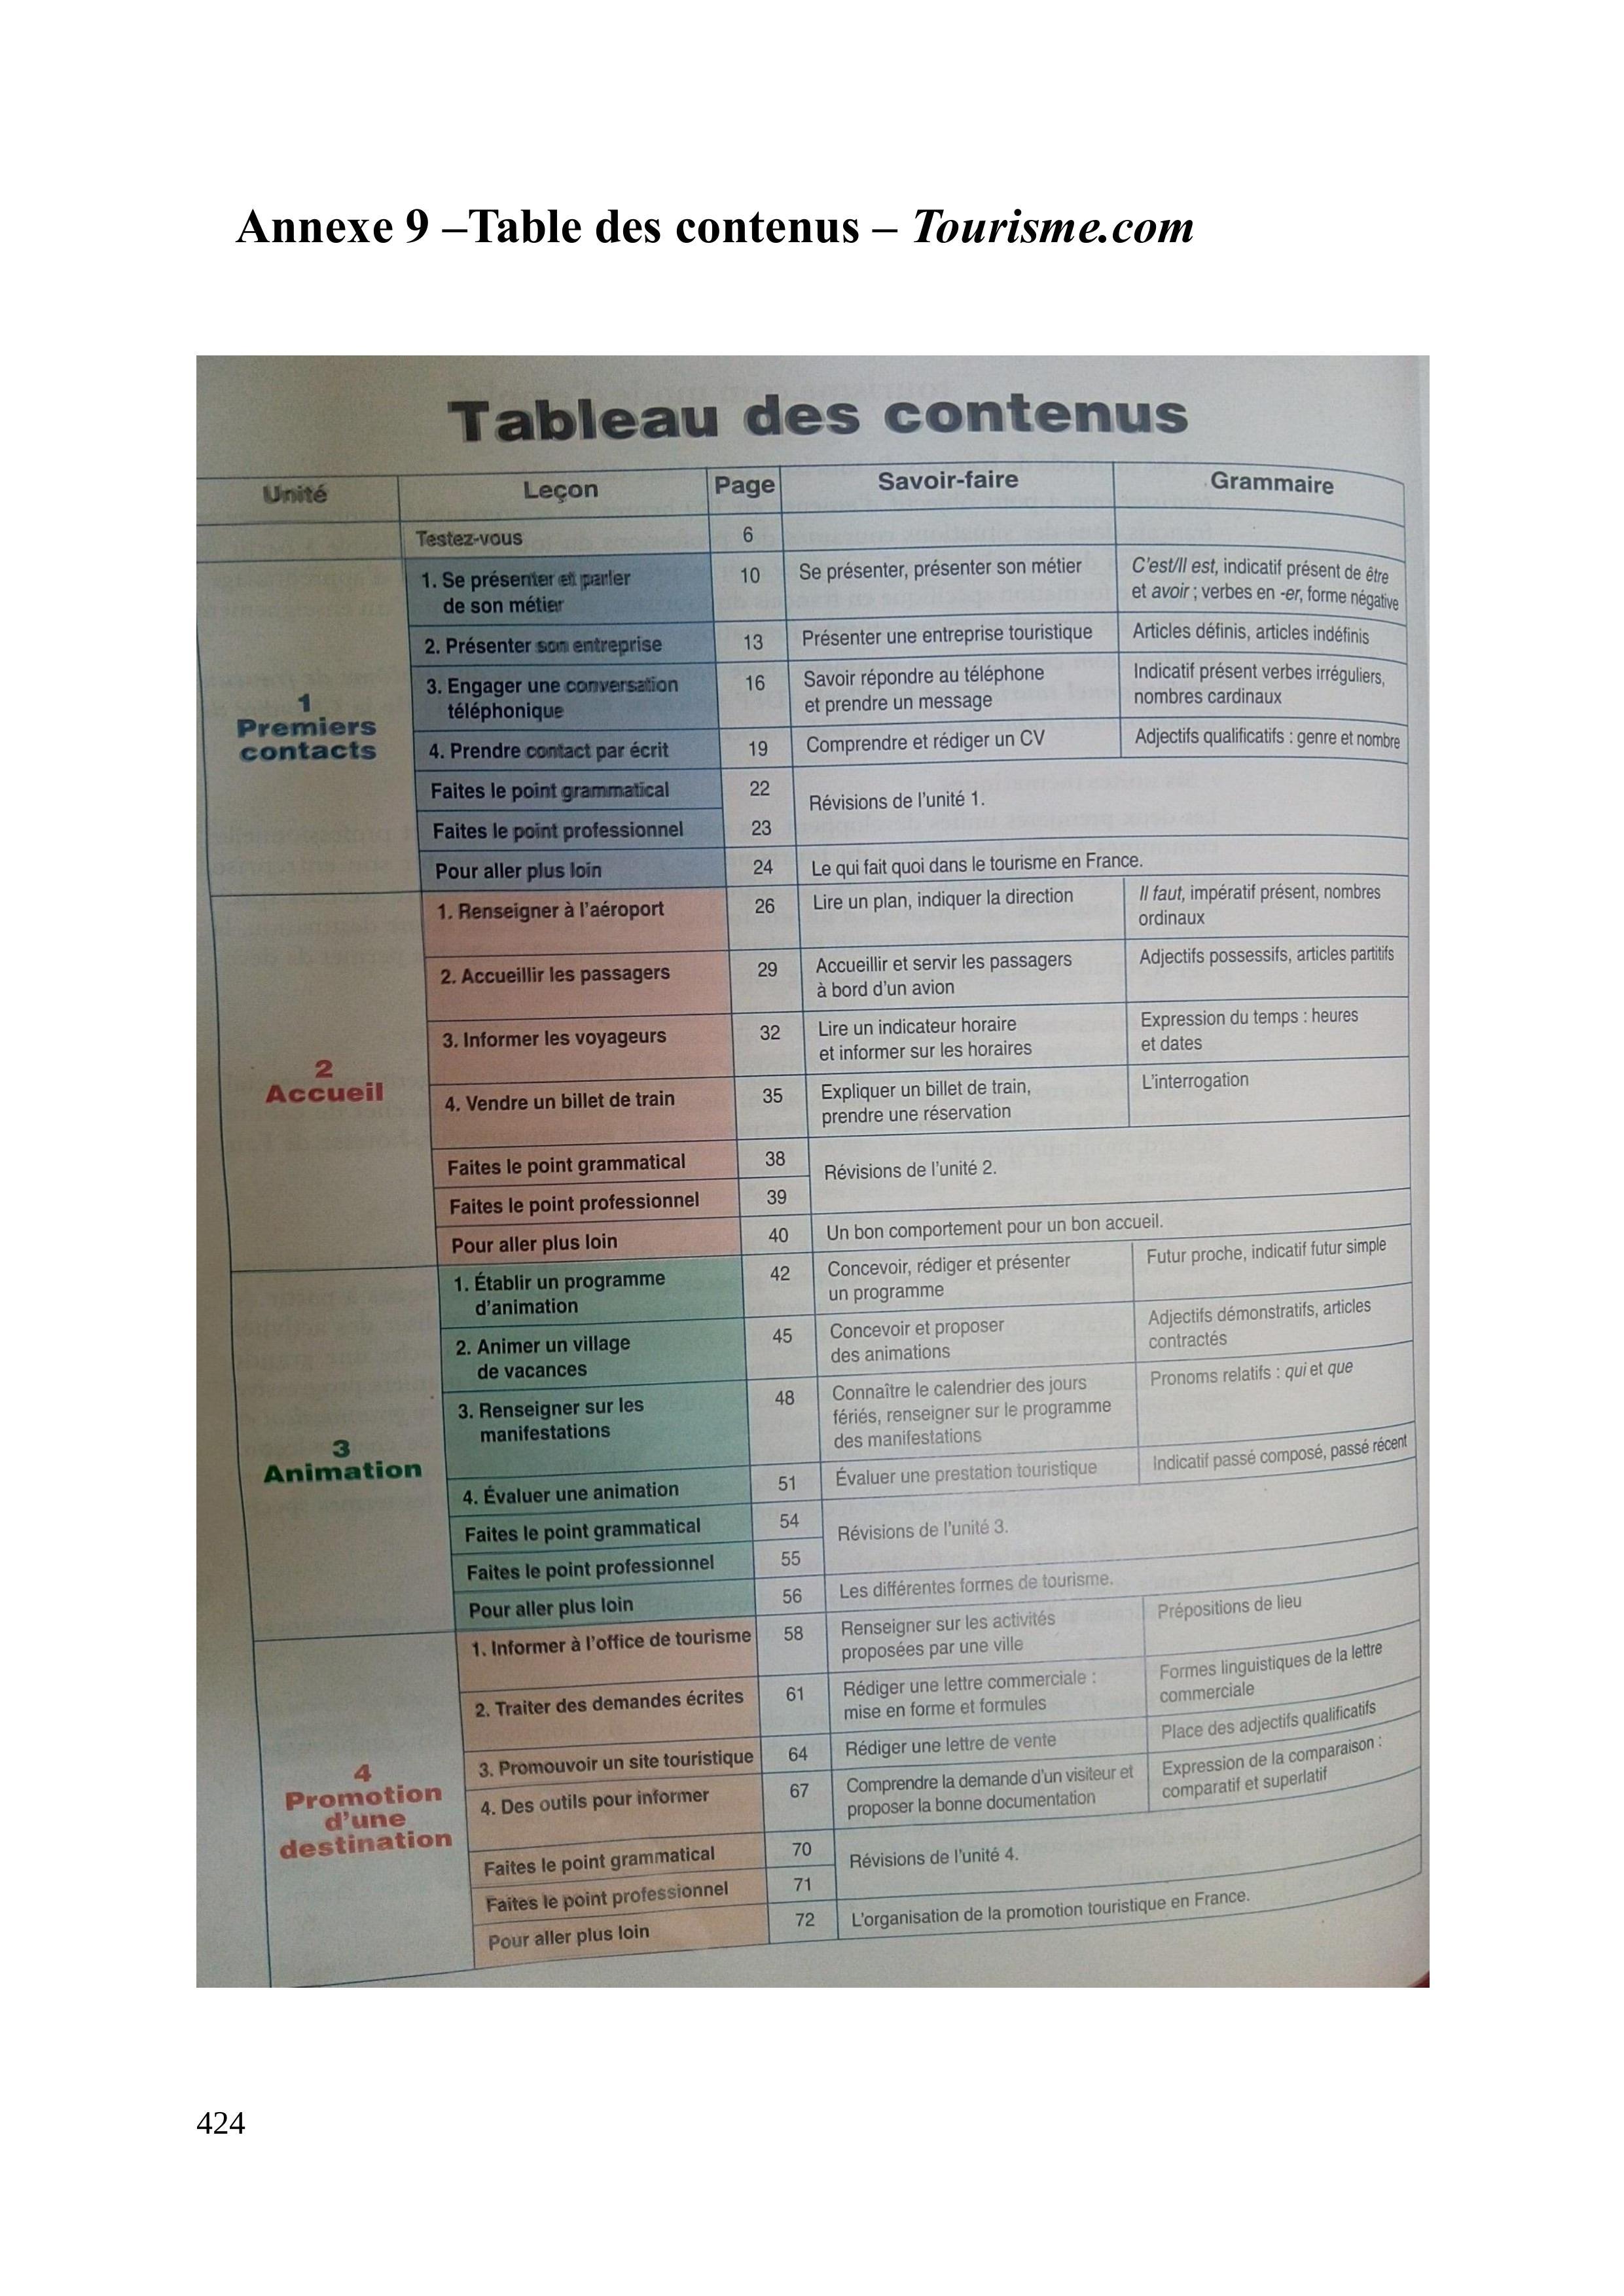 Annexe 9 –Table des contenus – Tourisme.com
Tableau des contenus
Unité Leçon Page Savoir-faire Grammaire
Testez-vous 6
1 Premiers contacts
1. Se présenter et parler de son métier 10 Se présenter, présenter son métier C'est/Il est, indicatif présent de être et avoir ; verbes en -er, forme négative
2. Présenter son entreprise 13 Présenter une entreprise touristique Articles définis, articles indéfinis
3. Engager une conversation téléphonique 16 Savoir répondre au téléphone et prendre un message Indicatif présent verbes irréguliers, nombres cardinaux
4. Prendre contact par écrit 19 Comprendre et rédiger un CV Adjectifs qualificatifs : genre et nombre
Faites le point grammatical 22 Révisions de l'unité 1.
Faites le point professionnel 23
Pour aller plus loin 24 Le qui fait quoi dans le tourisme en France.
2 Accueil
1. Renseigner à l'aéroport 26 Lire un plan, indiquer la direction Il faut, impératif présent, nombres ordinaux
2. Accueillir les passagers 29 Accueillir et servir les passagers à bord d'un avion Adjectifs possessifs, articles partitifs
3. Informer les voyageurs 32 Lire un indicateur horaire et informer sur les horaires Expression du temps : heures et dates
4. Vendre un billet de train 35 Expliquer un billet de train, prendre une réservation L'interrogation
Faites le point grammatical 38 Révisions de l'unité 2.
Faites le point professionnel 39
Pour aller plus loin 40 Un bon comportement pour un bon accueil.
3 Animation
1. Établir un programme d'animation 42 Concevoir, rédiger et présenter un programme Futur proche, indicatif futur simple
2. Animer un village de vacances 45 Concevoir et proposer des animations Adjectifs démonstratifs, articles contractés
3. Renseigner sur les manifestations 48 Connaître le calendrier des jours fériés, renseigner sur le programme des manifestations Pronoms relatifs : qui et que
4. Évaluer une animation 51 Évaluer une prestation touristique Indicatif passé composé, passé récent
Faites le point grammatical 54 Révisions de l'unité 3.
Faites le point professionnel 55
Pour aller plus loin 56 Les différentes formes de tourisme.
4 Promotion d'une destination
1. Informer à l'office de tourisme 58 Renseigner sur les activités proposées par une ville Prépositions de lieu
2. Traiter des demandes écrites 61 Rédiger une lettre commerciale : mise en forme et formules Formes linguistiques de la lettre commerciale
3. Promouvoir un site touristique 64 Rédiger une lettre de vente Place des adjectifs qualificatifs
4. Des outils pour informer 67 Comprendre la demande d'un visiteur et proposer la bonne documentation Expression de la comparaison : comparatif et superlatif
Faites le point grammatical 70 Révisions de l'unité 4.
Faites le point professionnel 71
Pour aller plus loin 72 L'organisation de la promotion touristique en France.
424